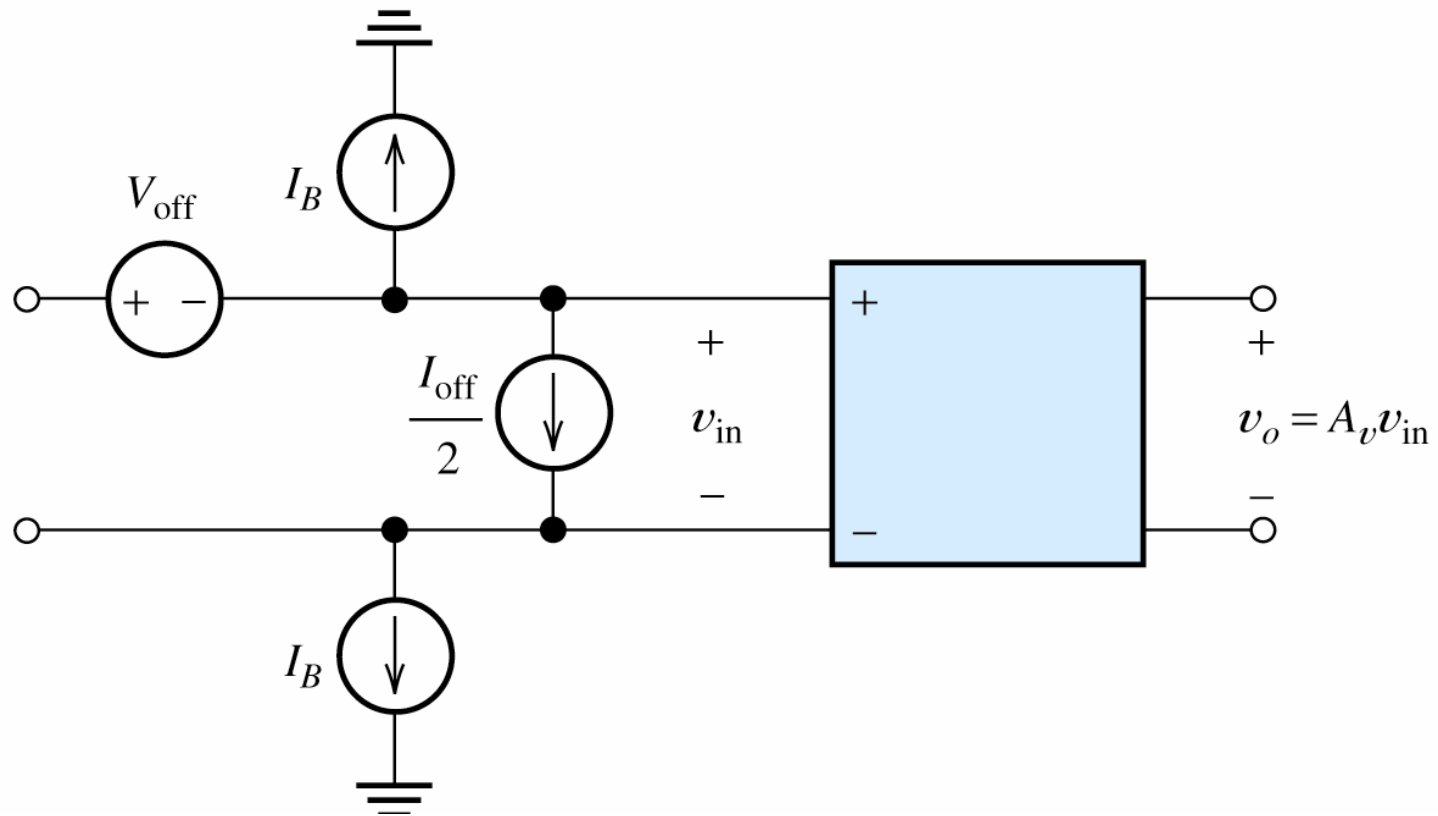 I_B
V_off
+ −
+
+
+
I_off
2
v_in
v_o = A_v v_in
−
−
−
I_B